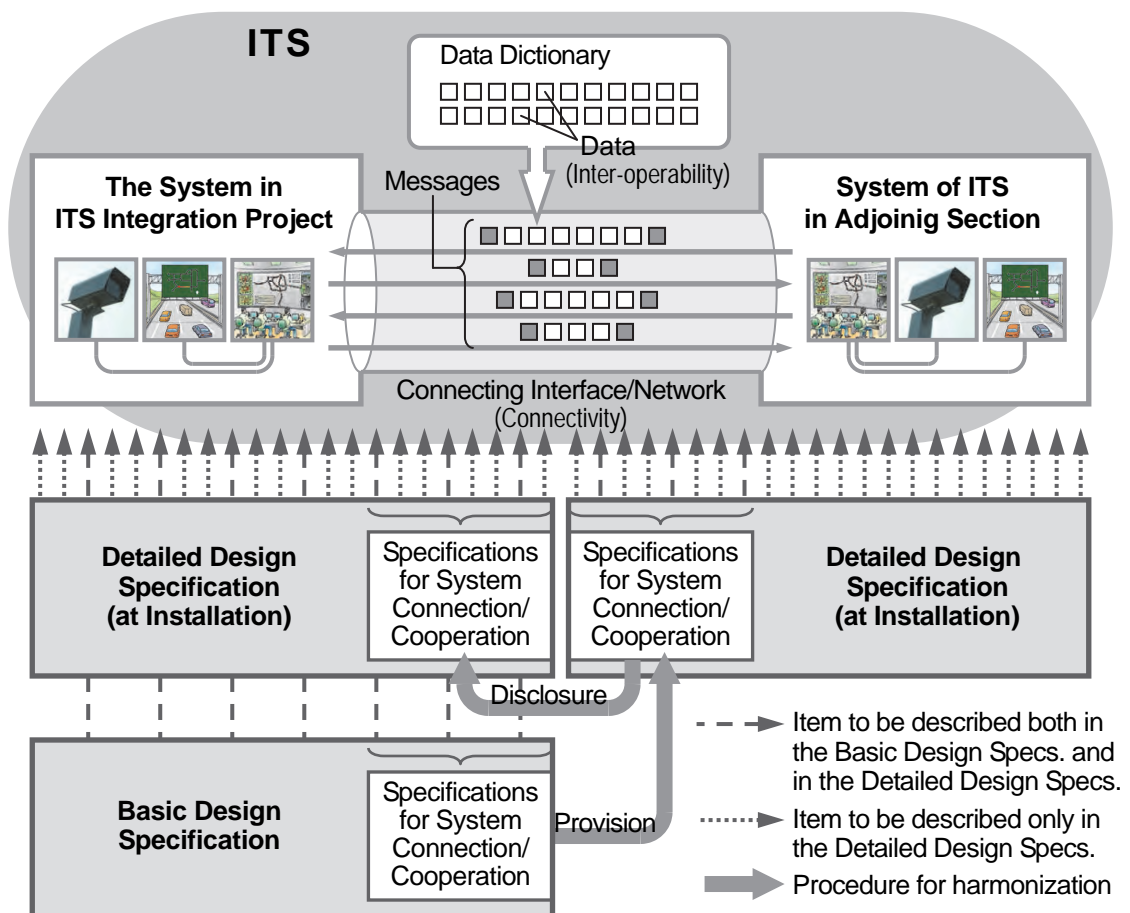 ITS
Data Dictionary
Data
(Inter-operability)
Messages
The System in
ITS Integration Project
System of ITS
in Adjoinig Section
Connecting Interface/Network
(Connectivity)
Detailed Design
Specification
(at Installation)
Specifications
for System
Connection/
Cooperation
Specifications
for System
Connection/
Cooperation
Detailed Design
Specification
(at Installation)
Disclosure
Basic Design
Specification
Specifications
for System
Connection/
Cooperation
Provision
Item to be described both in
the Basic Design Specs. and
in the Detailed Design Specs.
Item to be described only in
the Detailed Design Specs.
Procedure for harmonization